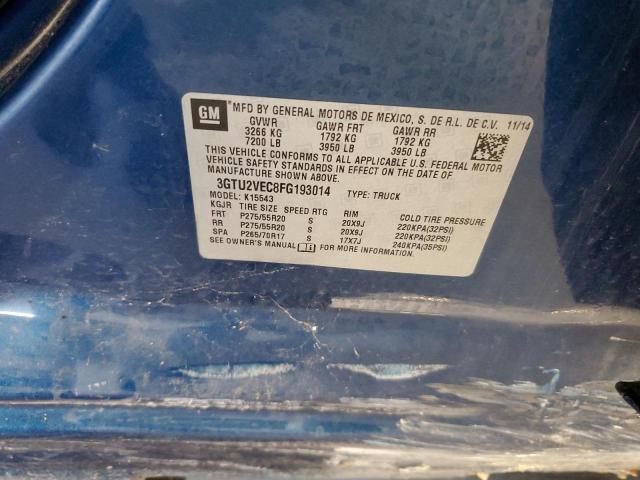 GM MFD BY GENERAL MOTORS DE MEXICO, S. DE R.L. DE C.V. 11/14
GVWR GAWR FRT GAWR RR
3266 KG 1792 KG 1792 KG
7200 LB 3950 LB 3950 LB
THIS VEHICLE CONFORMS TO ALL APPLICABLE U.S. FEDERAL MOTOR
VEHICLE SAFETY STANDARDS IN EFFECT ON THE DATE OF
MANUFACTURE SHOWN ABOVE.
3GTU2VEC8FG193014 TYPE: TRUCK
MODEL: K15543
KGJR TIRE SIZE SPEED RTG RIM COLD TIRE PRESSURE
FRT P275/55R20 S 20X9J 220KPA(32PSI)
RR P275/55R20 S 20X9J 220KPA(32PSI)
SPA P265/70R17 S 17X7J 240KPA(35PSI)
SEE OWNER'S MANUAL FOR MORE INFORMATION.